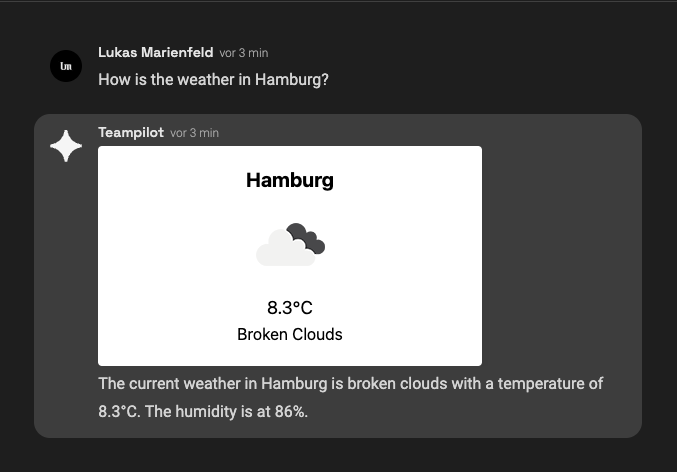 lm
Lukas Marienfeld vor 3 min
How is the weather in Hamburg?
Teampilot vor 3 min
Hamburg
8.3°C
Broken Clouds
The current weather in Hamburg is broken clouds with a temperature of
8.3°C. The humidity is at 86%.